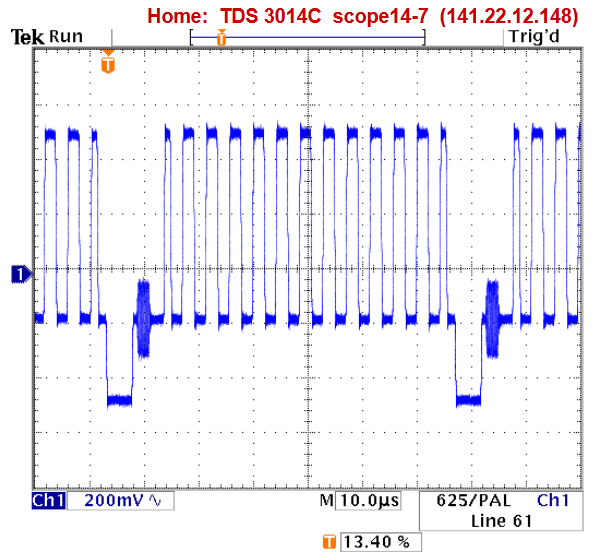 Home: TDS 3014C scope14-7 (141.22.12.148)
Tek Run Trig'd
T
T
1
Ch1 200mV∿ M 10.0µs 625/PAL Ch1
Line 61
T 13.40 %